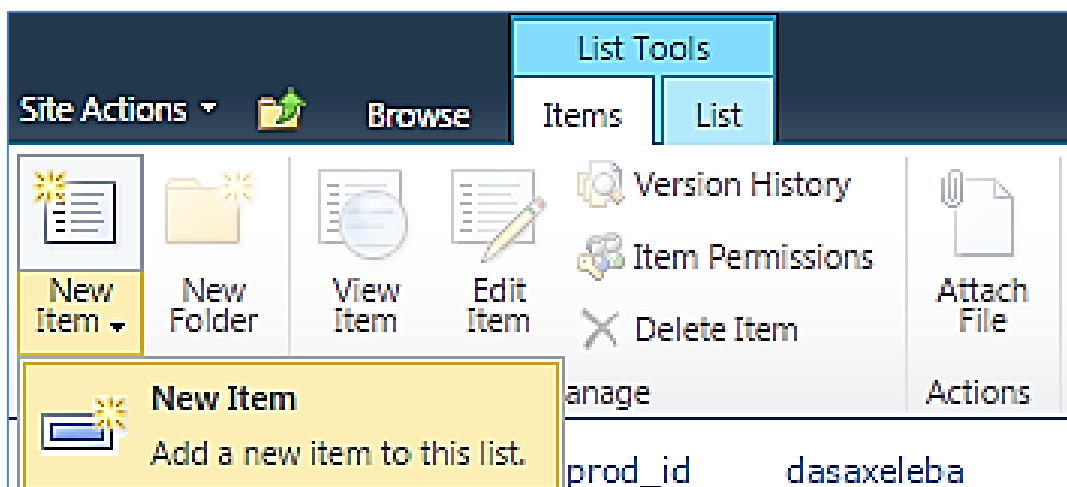 List Tools
Site Actions
Browse
Items
List
New
Item
New
Folder
View
Item
Edit
Item
Version History
Item Permissions
Delete Item
Attach
File
anage
Actions
New Item
Add a new item to this list.
prod_id
dasaxeleba